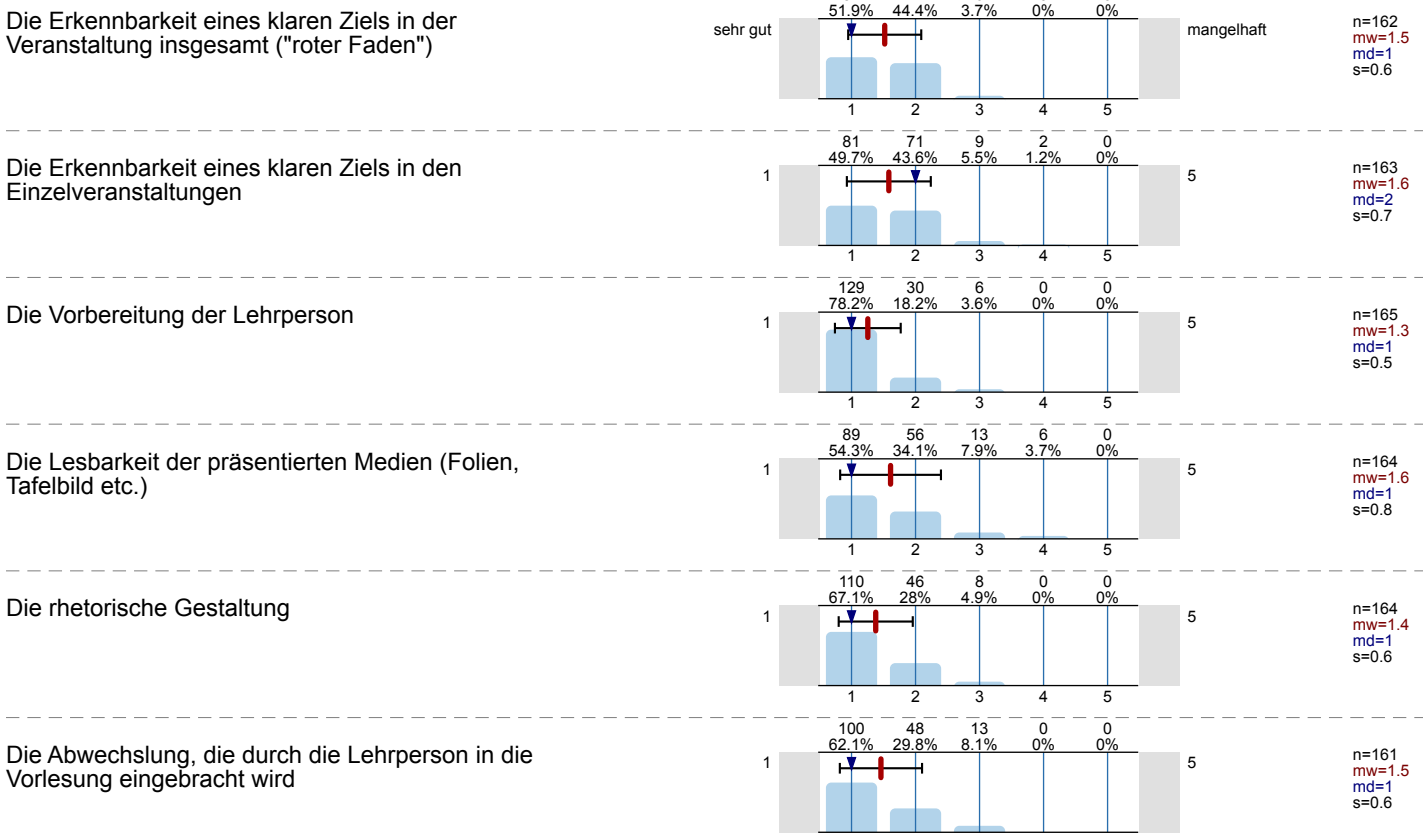 Die Erkennbarkeit eines klaren Ziels in der
Veranstaltung insgesamt ("roter Faden")
51.9% 44.4% 3.7% 0% 0%
sehr gut
mangelhaft
1 2 3 4 5
n=162
mw=1.5
md=1
s=0.6
Die Erkennbarkeit eines klaren Ziels in den
Einzelveranstaltungen
81 71 9 2 0
49.7% 43.6% 5.5% 1.2% 0%
1
5
1 2 3 4 5
n=163
mw=1.6
md=2
s=0.7
Die Vorbereitung der Lehrperson
129 30 6 0 0
78.2% 18.2% 3.6% 0% 0%
1
5
1 2 3 4 5
n=165
mw=1.3
md=1
s=0.5
Die Lesbarkeit der präsentierten Medien (Folien,
Tafelbild etc.)
89 56 13 6 0
54.3% 34.1% 7.9% 3.7% 0%
1
5
1 2 3 4 5
n=164
mw=1.6
md=1
s=0.8
Die rhetorische Gestaltung
110 46 8 0 0
67.1% 28% 4.9% 0% 0%
1
5
1 2 3 4 5
n=164
mw=1.4
md=1
s=0.6
Die Abwechslung, die durch die Lehrperson in die
Vorlesung eingebracht wird
100 48 13 0 0
62.1% 29.8% 8.1% 0% 0%
1
5
n=161
mw=1.5
md=1
s=0.6